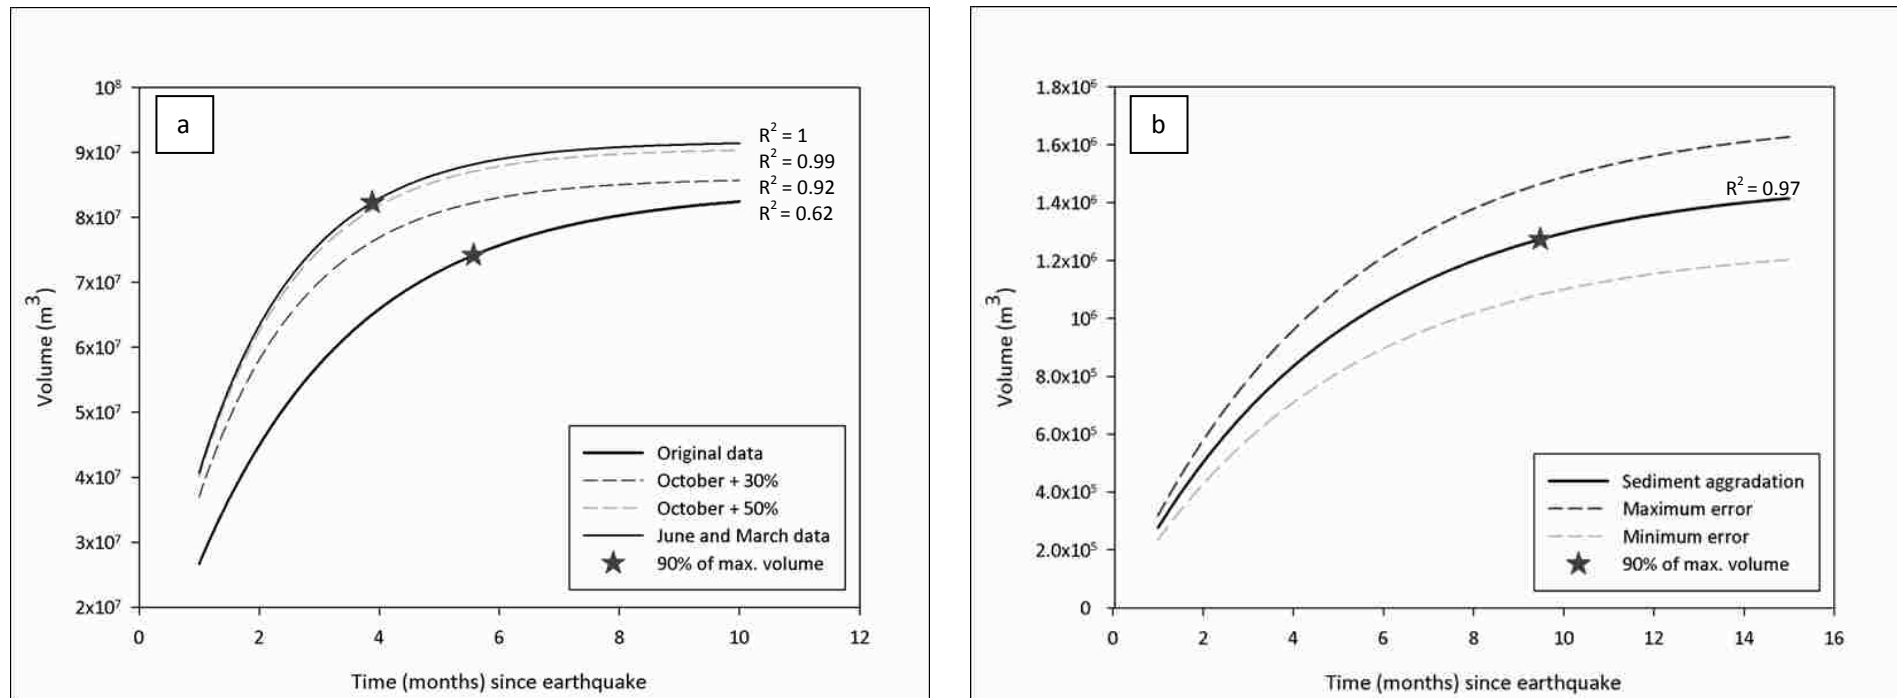 a
10⁸
9x10⁷
8x10⁷
7x10⁷
6x10⁷
5x10⁷
4x10⁷
3x10⁷
2x10⁷
Volume (m³)
0 2 4 6 8 10 12
Time (months) since earthquake
R² = 1
R² = 0.99
R² = 0.92
R² = 0.62
Original data
October + 30%
October + 50%
June and March data
90% of max. volume
b
1.8x10⁶
1.6x10⁶
1.4x10⁶
1.2x10⁶
10⁶
8.0x10⁵
6.0x10⁵
4.0x10⁵
2.0x10⁵
0
Volume (m³)
0 2 4 6 8 10 12 14 16
Time (months) since earthquake
R² = 0.97
Sediment aggradation
Maximum error
Minimum error
90% of max. volume